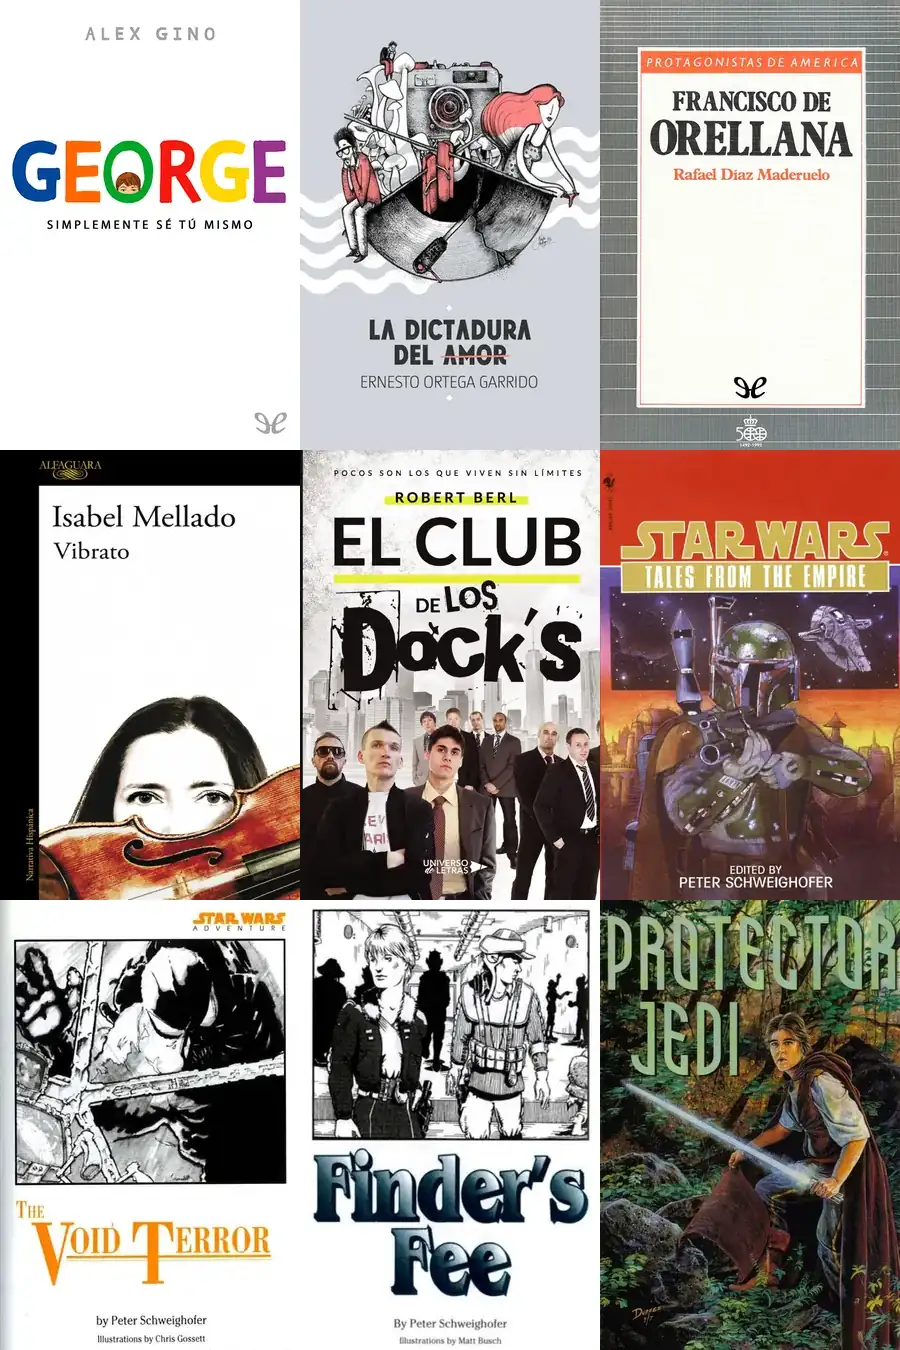 ALEX GINO
GEORGE
SIMPLEMENTE SÉ TÚ MISMO
LA DICTADURA
DEL AMOR
ERNESTO ORTEGA GARRIDO
PROTAGONISTAS DE AMERICA
FRANCISCO DE
ORELLANA
Rafael Díaz Maderuelo
500
1492-1992
ALFAGUARA
Isabel Mellado
Vibrato
Narrativa Hispánica
POCOS SON LOS QUE VIVEN SIN LÍMITES
ROBERT BERL
EL CLUB
DE LOS
Dock's
UNIVERSO
de LETRAS
STAR WARS
TALES FROM THE EMPIRE
EDITED BY
PETER SCHWEIGHOFER
STAR WARS
ADVENTURE
THE
VOID TERROR
by Peter Schweighofer
Illustrations by Chris Gossett
Finder's
Fee
By Peter Schweighofer
Illustrations by Matt Busch
PROTECTOR
JEDI